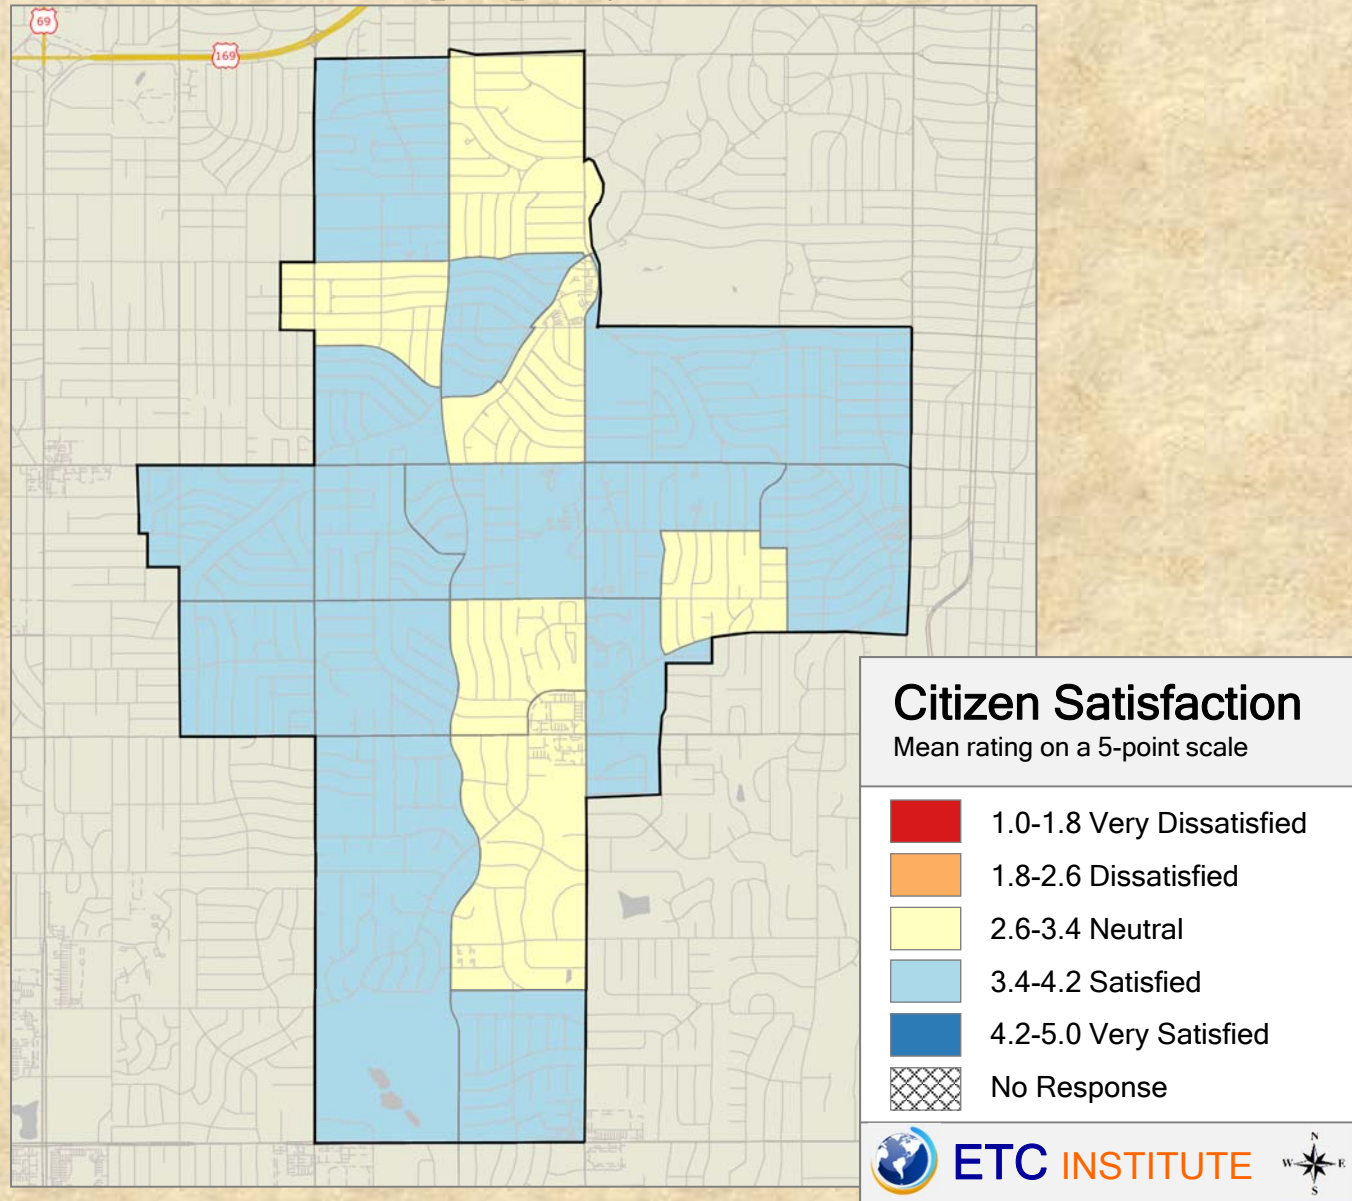 69
169
Citizen Satisfaction
Mean rating on a 5-point scale
1.0-1.8 Very Dissatisfied
1.8-2.6 Dissatisfied
2.6-3.4 Neutral
3.4-4.2 Satisfied
4.2-5.0 Very Satisfied
No Response
ETC INSTITUTE
N
W E
S